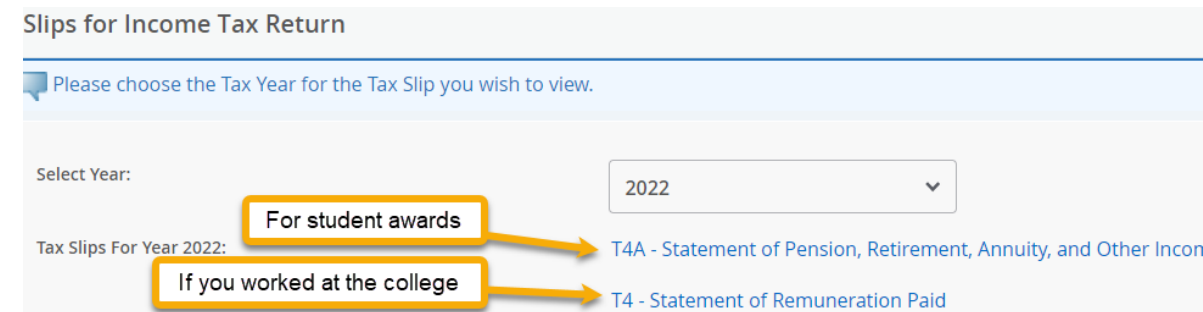 Slips for Income Tax Return
Please choose the Tax Year for the Tax Slip you wish to view.
Select Year:
2022
For student awards
Tax Slips For Year 2022:
T4A - Statement of Pension, Retirement, Annuity, and Other
If you worked at the college
T4 - Statement of Remuneration Paid